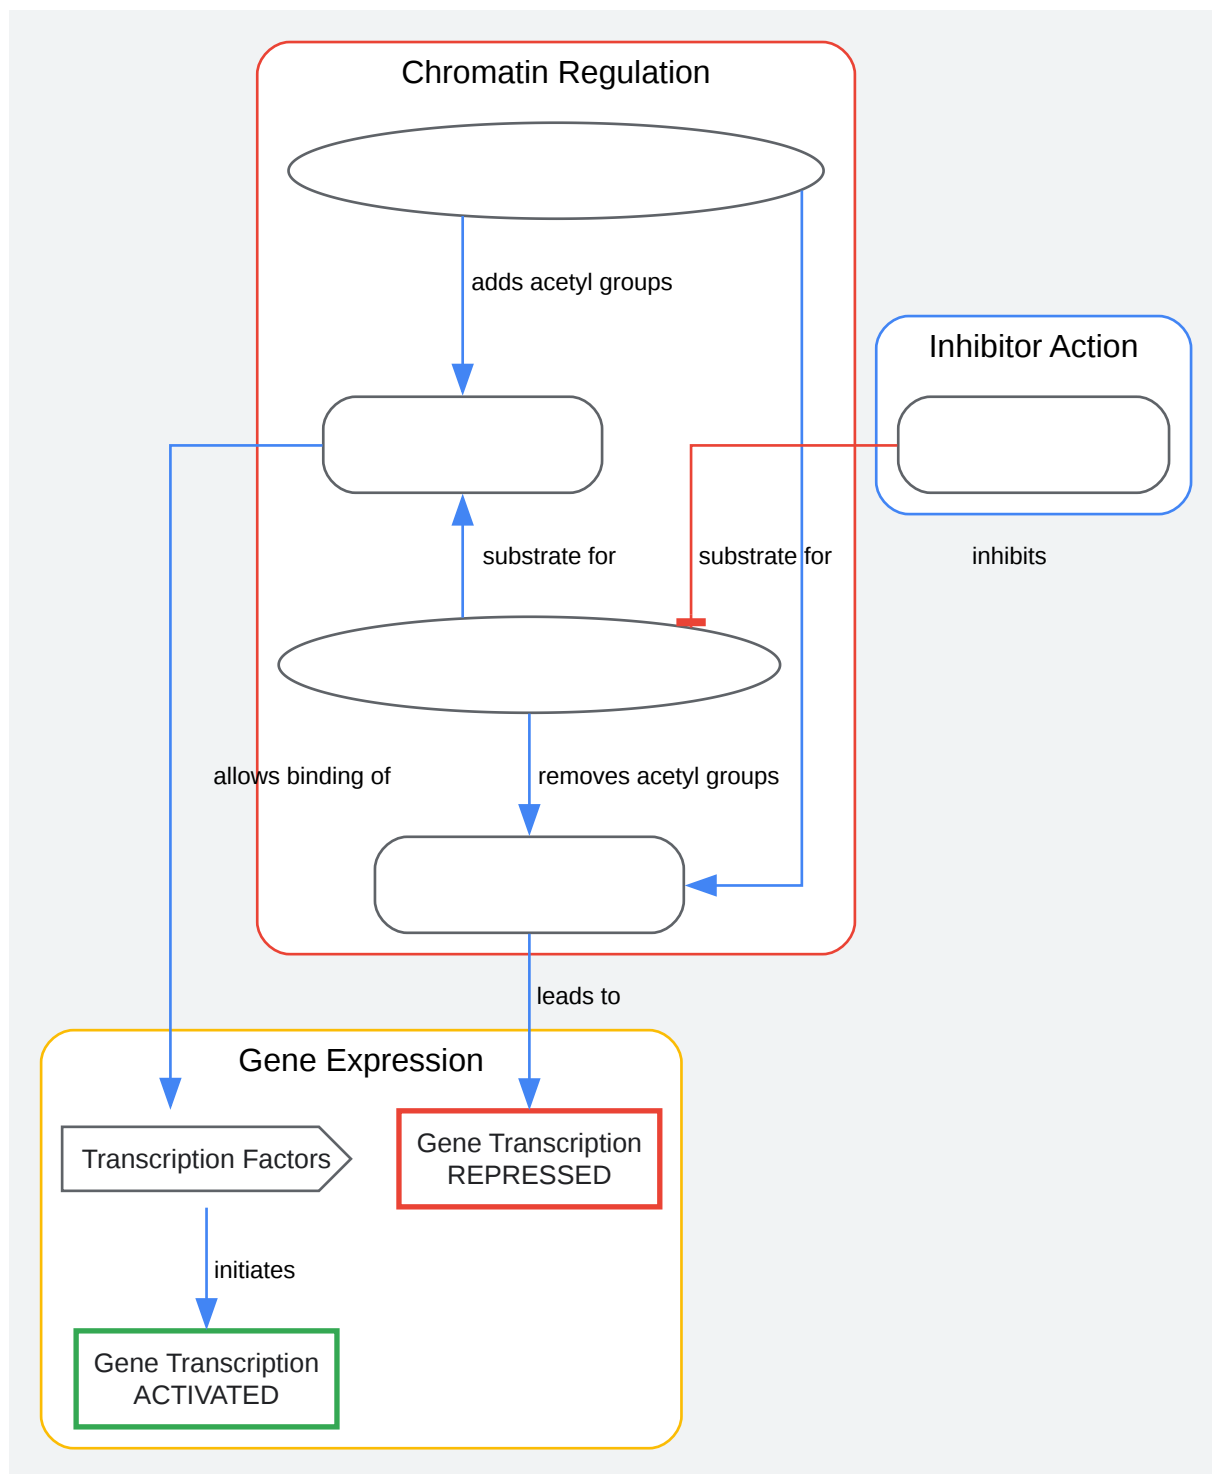 Chromatin Regulation
adds acetyl groups
Inhibitor Action
substrate for
substrate for
inhibits
allows binding of
removes acetyl groups
leads to
Gene Expression
Transcription Factors
Gene Transcription
REPRESSED
initiates
Gene Transcription
ACTIVATED